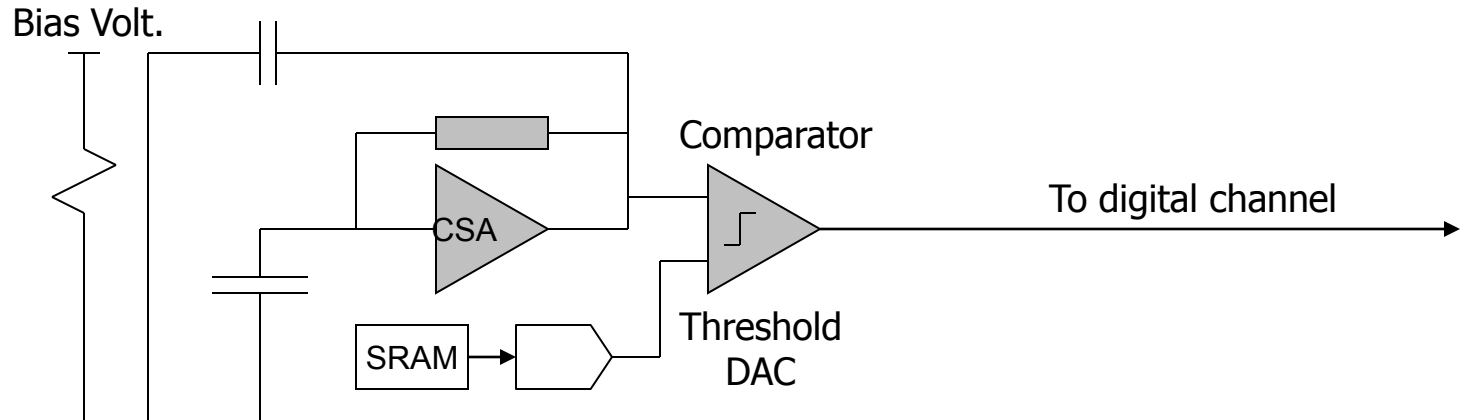 Bias Volt.
Comparator
To digital channel
CSA
SRAM
Threshold
DAC